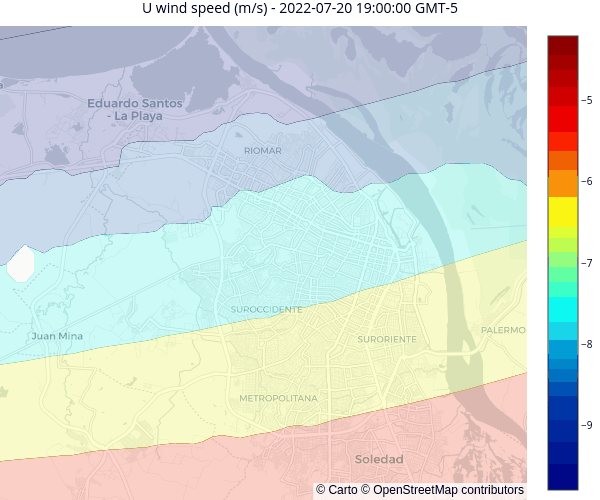 U wind speed (m/s) - 2022-07-20 19:00:00 GMT-5
Eduardo Santos
- La Playa
RIOMAR
SUROCCIDENTE
Juan Mina
SURORIENTE
PALERMO
METROPOLITANA
Soledad
© Carto © OpenStreetMap contributors
−5
−6
−7
−8
−9